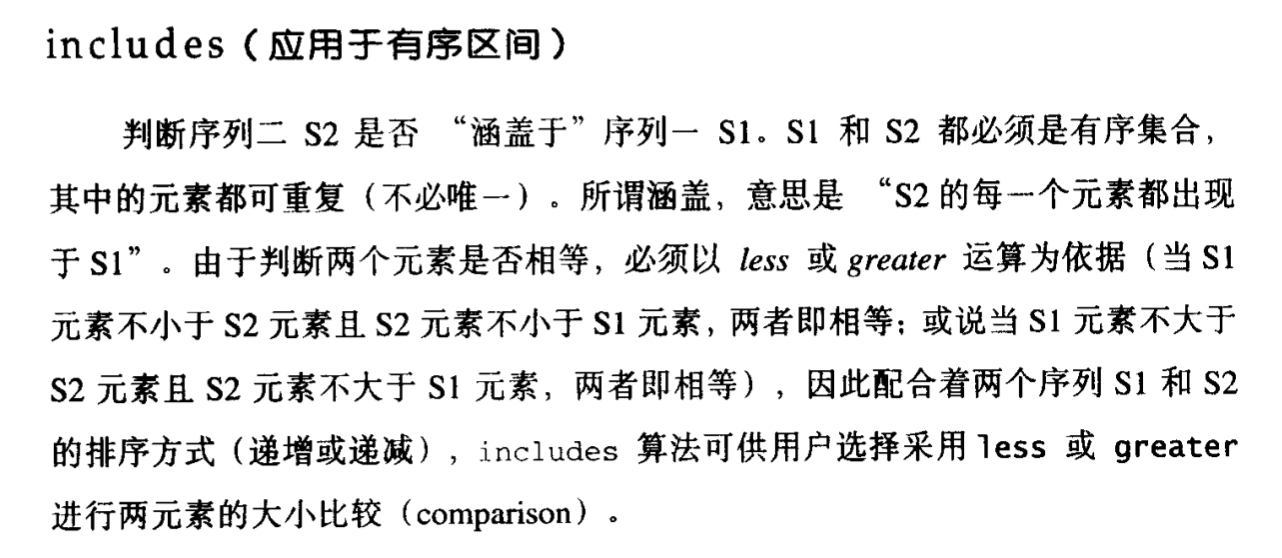 includes（应用于有序区间）
判断序列二 S2 是否 “涵盖于”序列一 S1。S1 和 S2 都必须是有序集合，
其中的元素都可重复（不必唯一）。所谓涵盖，意思是 “S2的每一个元素都出现
于S1”。由于判断两个元素是否相等，必须以 less 或 greater 运算为依据（当 S1
元素不小于 S2 元素且 S2 元素不小于 S1 元素，两者即相等；或说当 S1 元素不大于
S2 元素且 S2 元素不大于 S1 元素，两者即相等），因此配合着两个序列 S1 和 S2
的排序方式（递增或递减），includes 算法可供用户选择采用 less 或 greater
进行两元素的大小比较（comparison）。